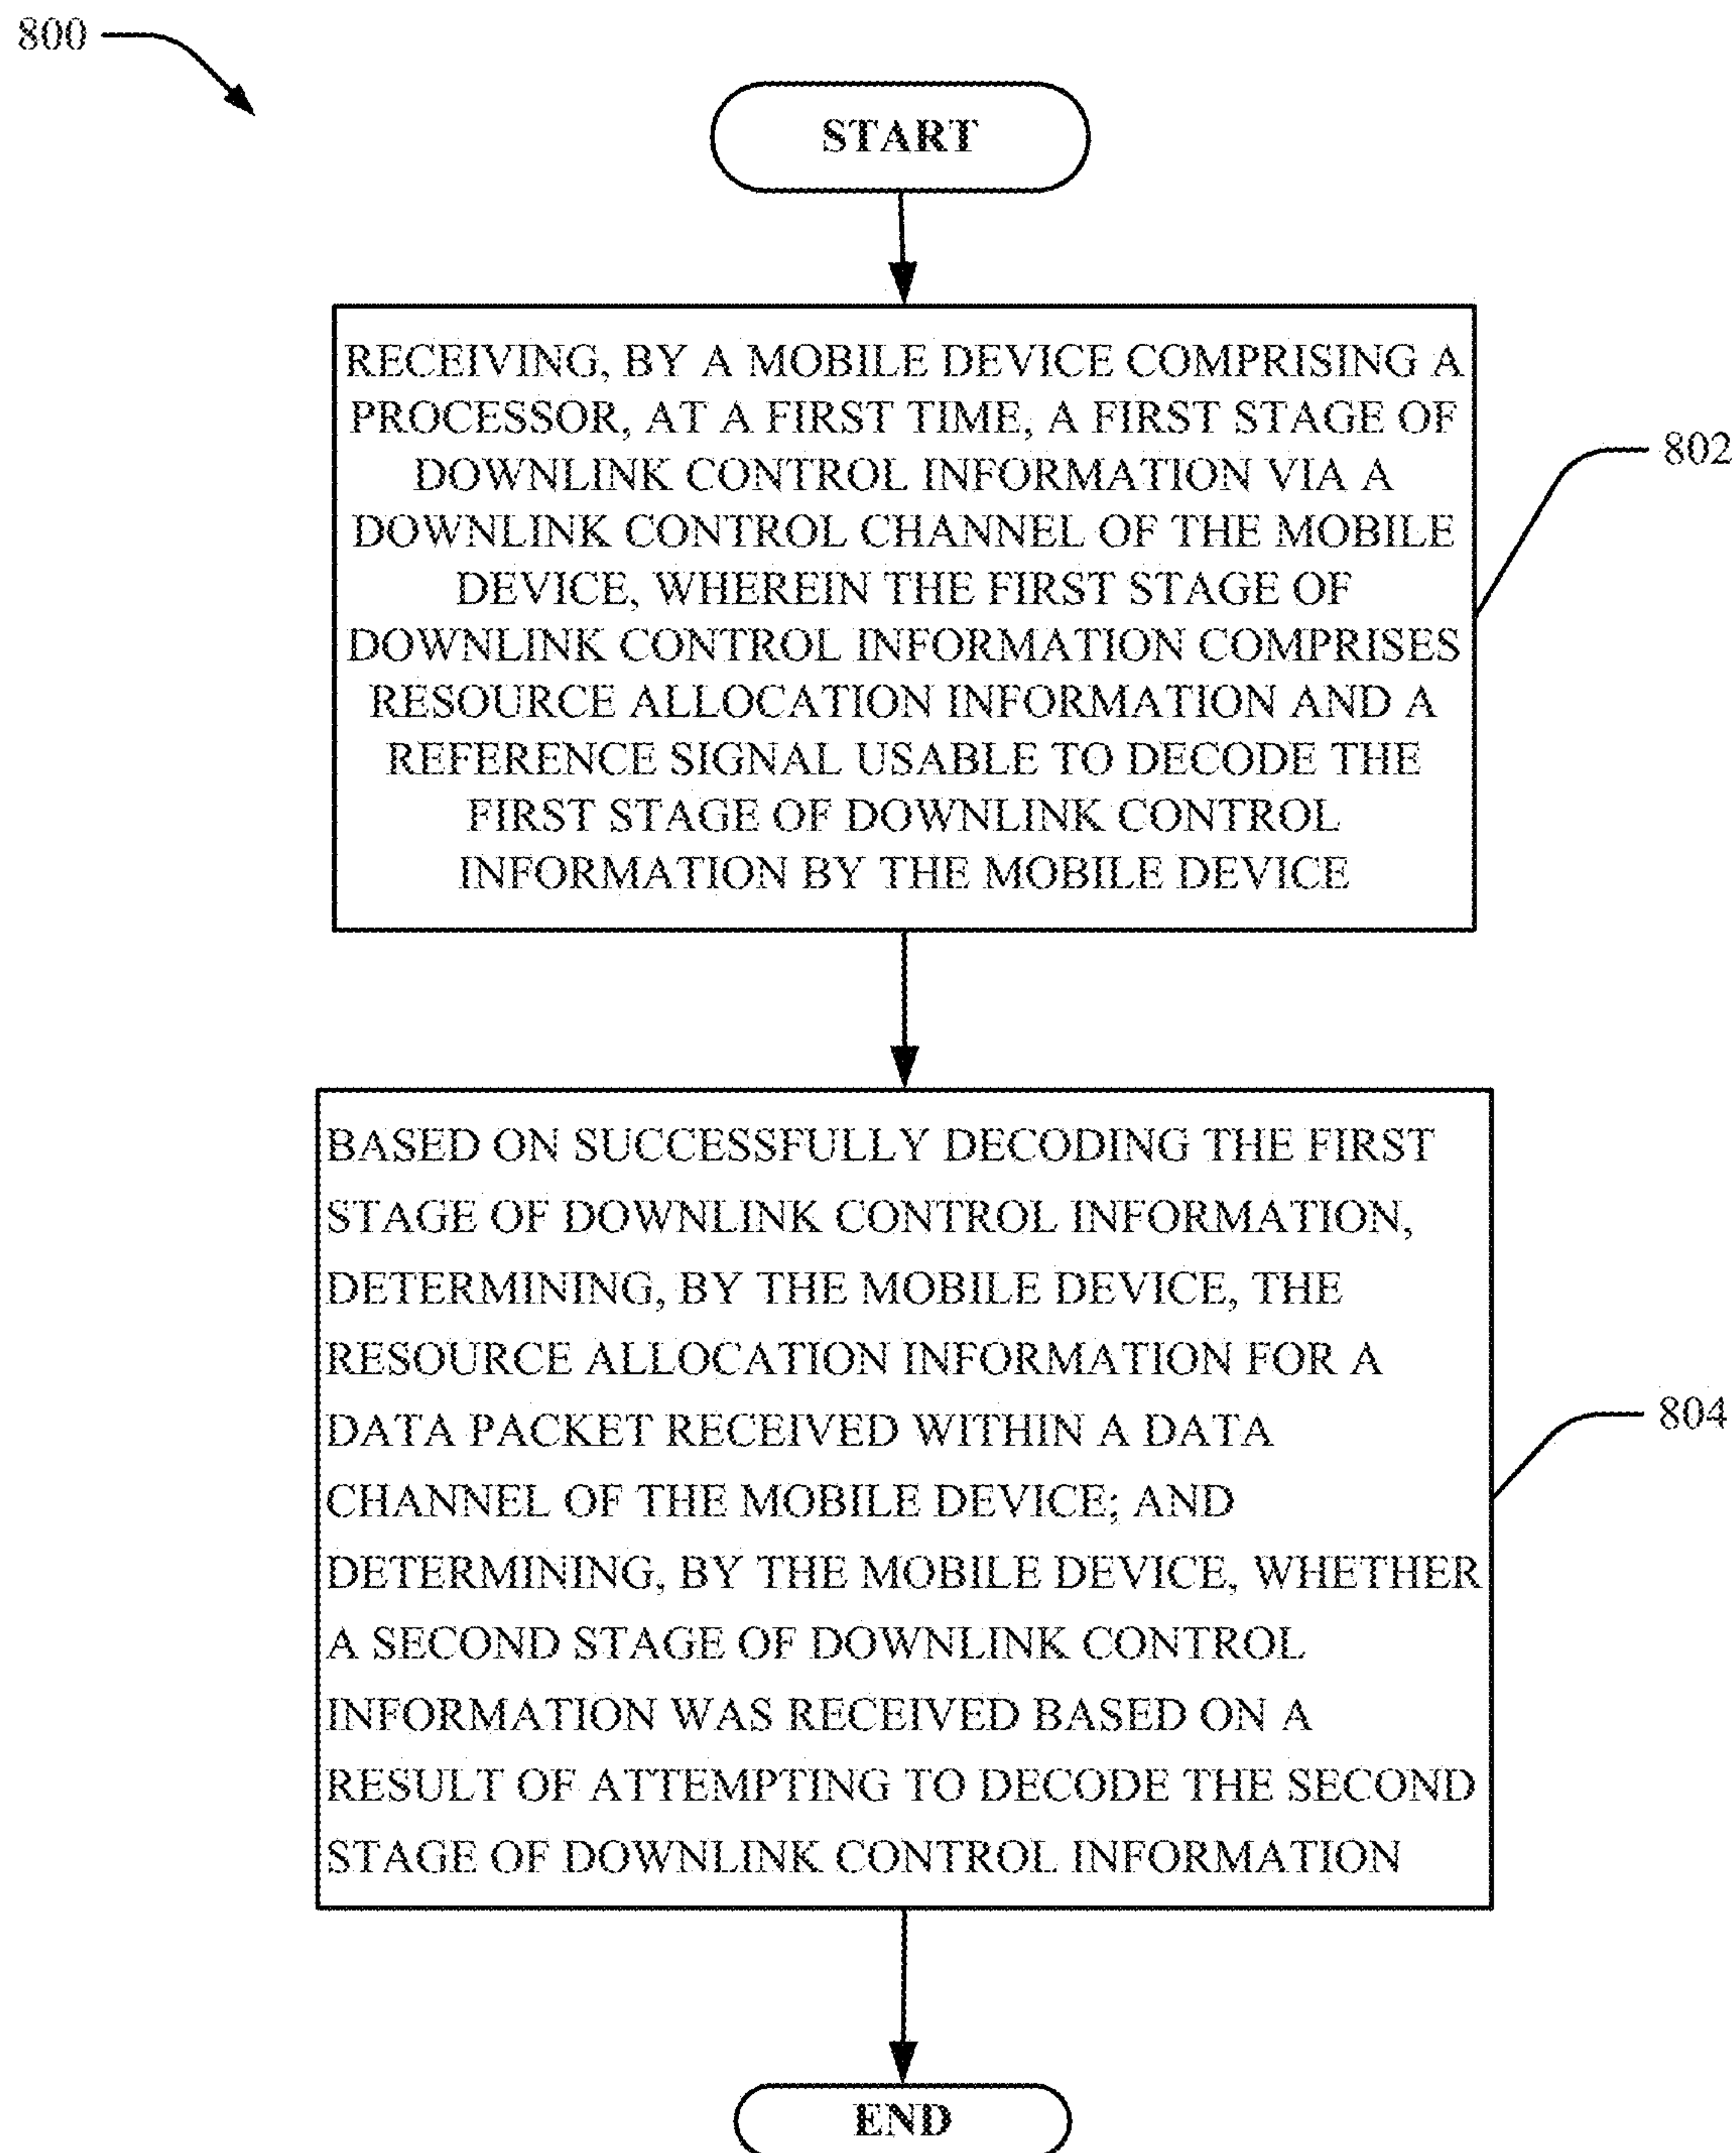 800
START
RECEIVING, BY A MOBILE DEVICE COMPRISING A
PROCESSOR, AT A FIRST TIME, A FIRST STAGE OF
DOWNLINK CONTROL INFORMATION VIA A
DOWNLINK CONTROL CHANNEL OF THE MOBILE
DEVICE, WHEREIN THE FIRST STAGE OF
DOWNLINK CONTROL INFORMATION COMPRISES
RESOURCE ALLOCATION INFORMATION AND A
REFERENCE SIGNAL USABLE TO DECODE THE
FIRST STAGE OF DOWNLINK CONTROL
INFORMATION BY THE MOBILE DEVICE
802
BASED ON SUCCESSFULLY DECODING THE FIRST
STAGE OF DOWNLINK CONTROL INFORMATION,
DETERMINING, BY THE MOBILE DEVICE, THE
RESOURCE ALLOCATION INFORMATION FOR A
DATA PACKET RECEIVED WITHIN A DATA
CHANNEL OF THE MOBILE DEVICE; AND
DETERMINING, BY THE MOBILE DEVICE, WHETHER
A SECOND STAGE OF DOWNLINK CONTROL
INFORMATION WAS RECEIVED BASED ON A
RESULT OF ATTEMPTING TO DECODE THE SECOND
STAGE OF DOWNLINK CONTROL INFORMATION
804
END